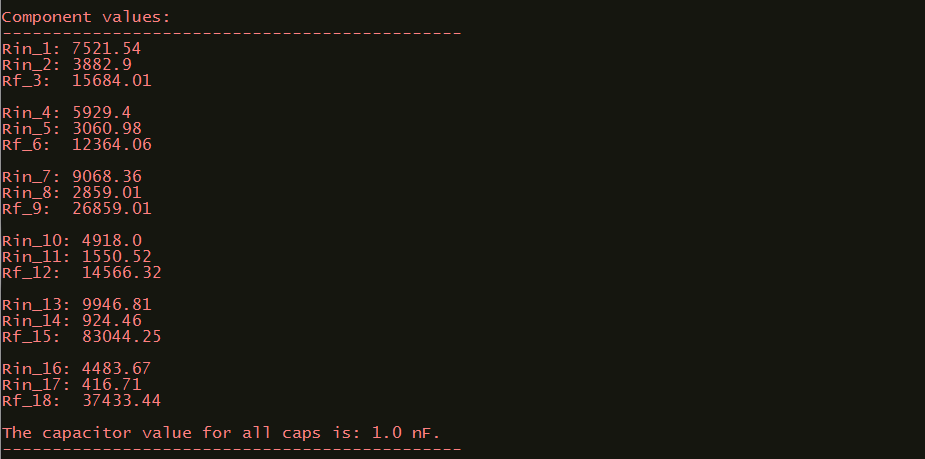 Component values:
----------------------------------------------
Rin_1: 7521.54
Rin_2: 3882.9
Rf_3:  15684.01
Rin_4: 5929.4
Rin_5: 3060.98
Rf_6:  12364.06
Rin_7: 9068.36
Rin_8: 2859.01
Rf_9:  26859.01
Rin_10: 4918.0
Rin_11: 1550.52
Rf_12:  14566.32
Rin_13: 9946.81
Rin_14: 924.46
Rf_15:  83044.25
Rin_16: 4483.67
Rin_17: 416.71
Rf_18:  37433.44
The capacitor value for all caps is: 1.0 nF.
----------------------------------------------